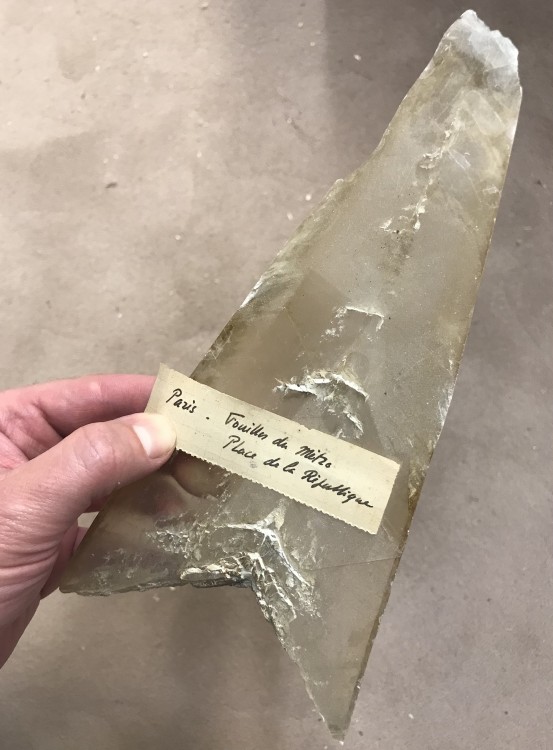 Paris. Fouilles du Métro
Place de la République